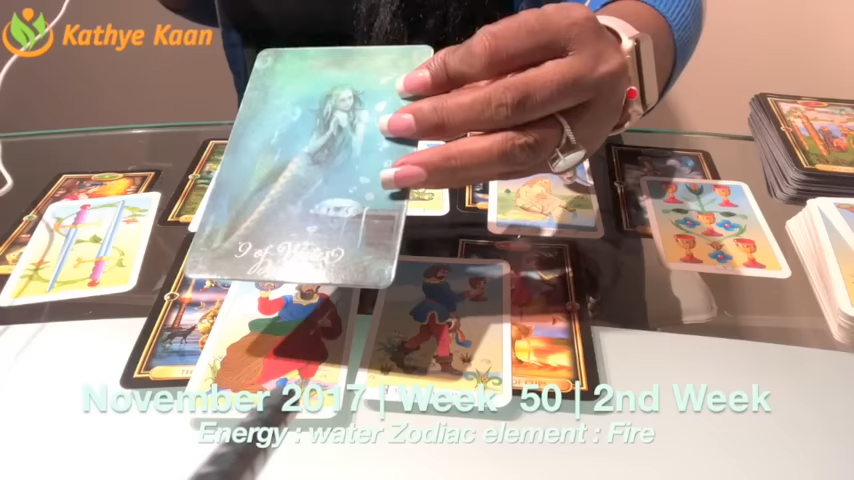 Kathye Kaan
9 of Water
November 2017 | Week 50 | 2nd Week
Energy : water Zodiac element : Fire